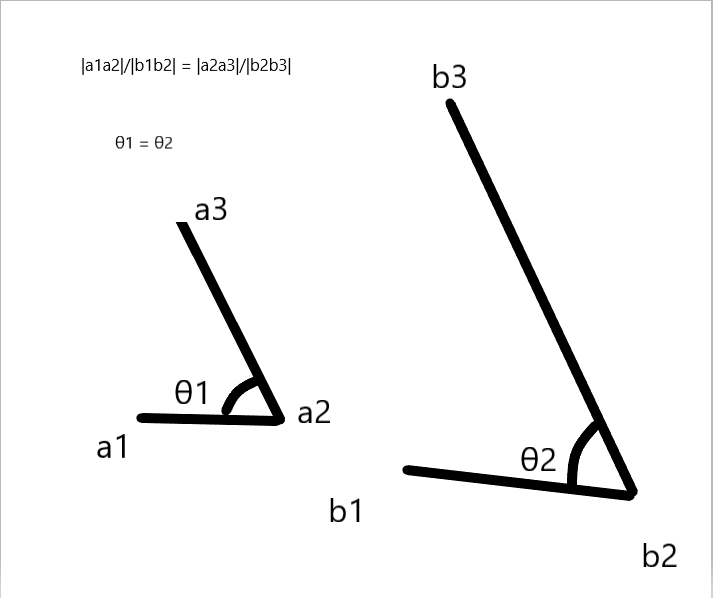 b3
|a1a2|/|b1b2| = |a2a3|/|b2b3|
θ1 = θ2
a3
θ1
a2
a1
θ2
b1
b2